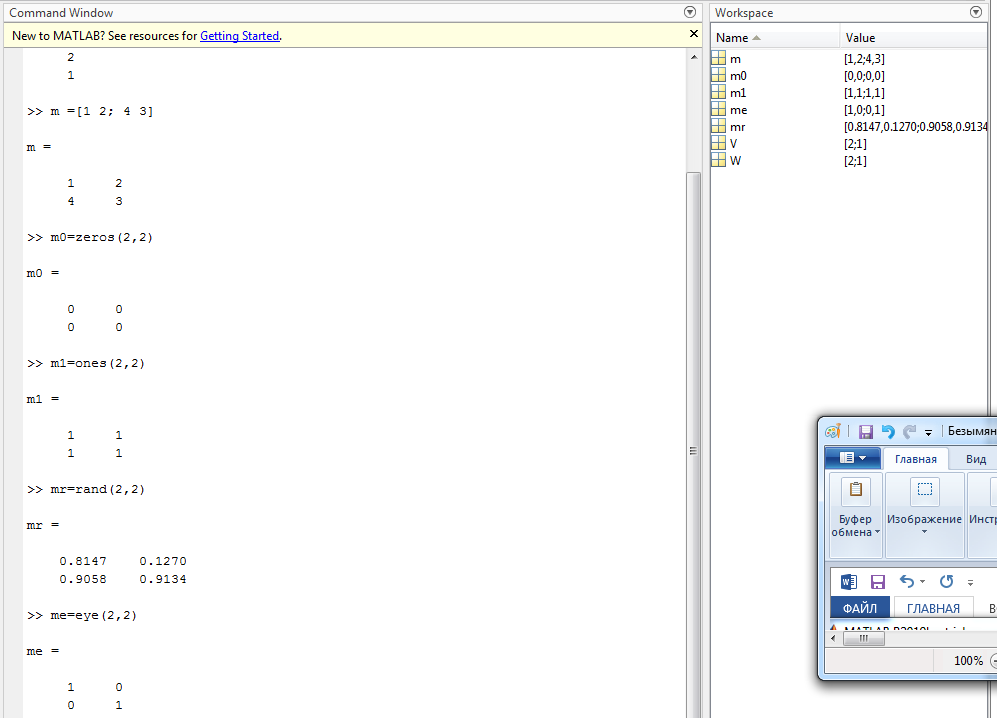 Command Window
New to MATLAB? See resources for Getting Started.
2
1
>> m =[1 2; 4 3]
m =
1 2
4 3
>> m0=zeros(2,2)
m0 =
0 0
0 0
>> m1=ones(2,2)
m1 =
1 1
1 1
>> mr=rand(2,2)
mr =
0.8147 0.1270
0.9058 0.9134
>> me=eye(2,2)
me =
1 0
0 1
Workspace
Name Value
m [1,2;4,3]
m0 [0,0;0,0]
m1 [1,1;1,1]
me [1,0;0,1]
mr [0.8147,0.1270;0.9058,0.9134
V [2;1]
W [2;1]
Безымян
Главная Вид
Буфер обмена
Изображение
Инстр
ФАЙЛ ГЛАВНАЯ В
100%